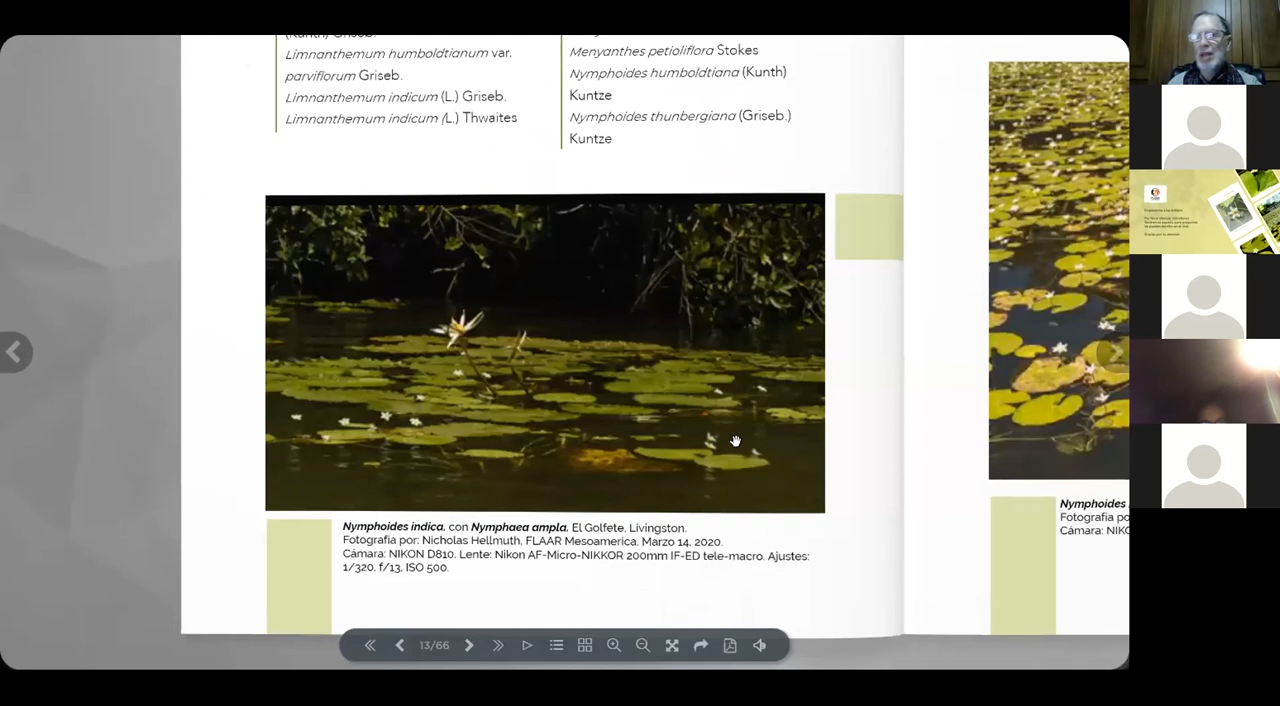 Limnanthemum humboldtianum var.
parviflorum Griseb.
Limnanthemum indicum (L.) Griseb.
Limnanthemum indicum (L.) Thwaites
Menyanthes petioliflora Stokes
Nymphoides humboldtiana (Kunth)
Kuntze
Nymphoides thunbergiana (Griseb.)
Kuntze
Nymphoides indica, con Nymphaea ampla. El Golfete, Livingston.
Fotografía por: Nicholas Hellmuth, FLAAR Mesoamerica. Marzo 14, 2020.
Cámara: NIKON D810. Lente: Nikon AF-Micro-NIKKOR 200mm IF-ED tele-macro. Ajustes:
1/320, f/13, ISO 500.
Nymphoides
Fotografía po
Cámara: NIKO
13/66